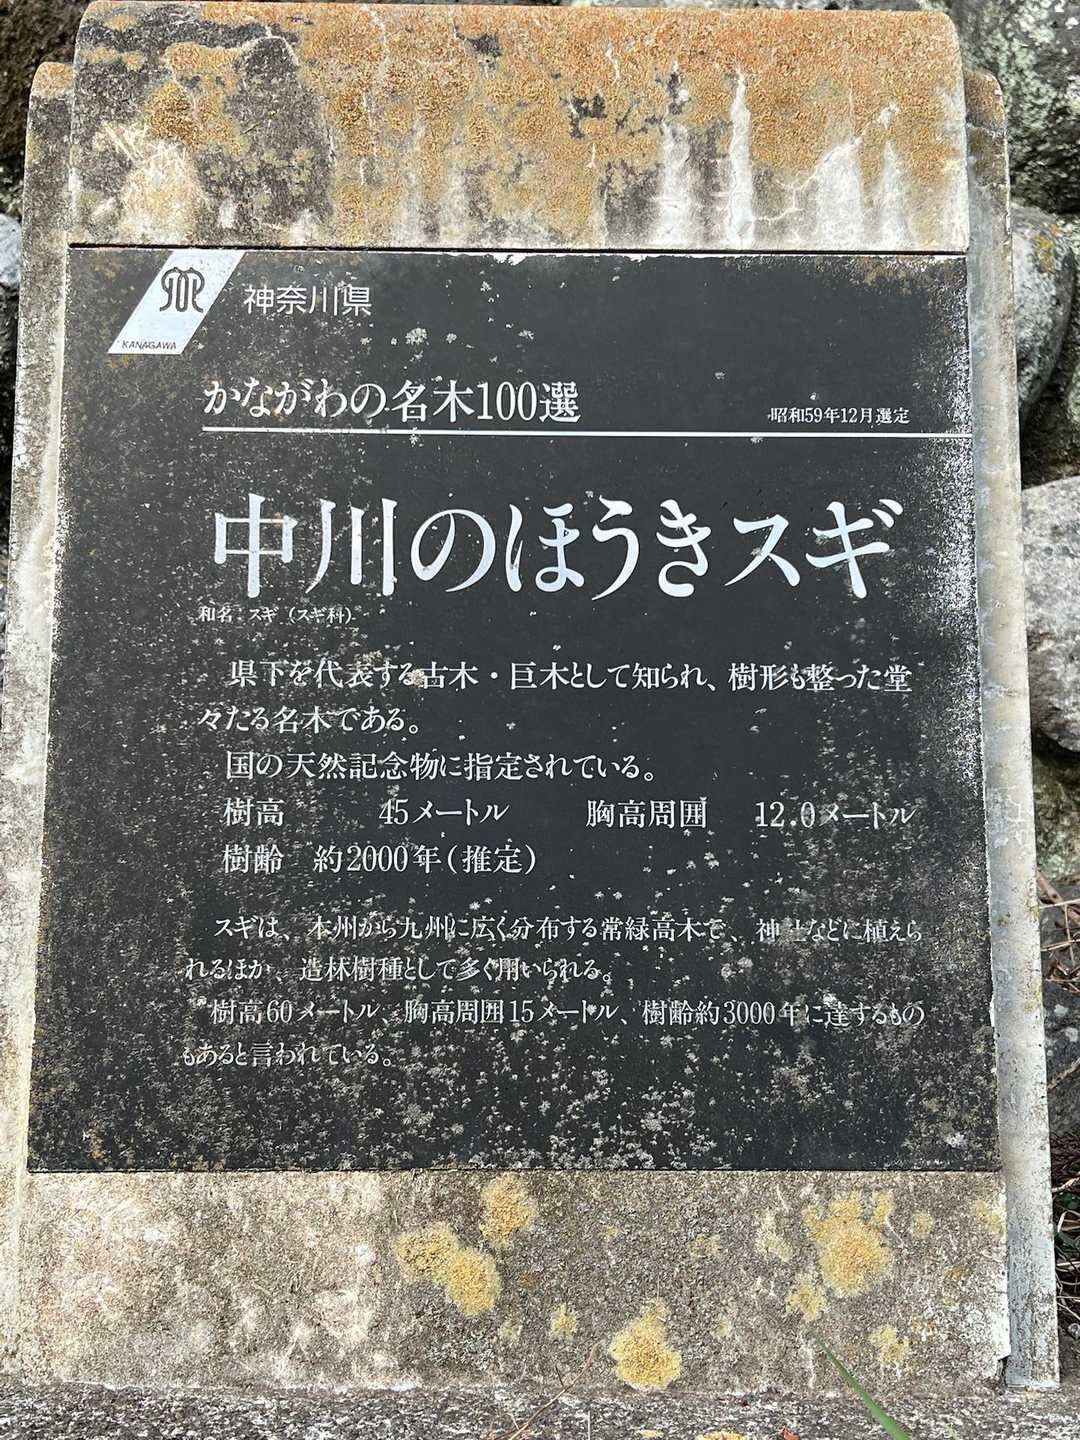 神奈川県
KANAGAWA
かながわの名木100選
昭和59年12月選定
中川のほうきスギ
和名 スギ（スギ科）
県下を代表する古木・巨木として知られ、樹形も整った堂
々たる名木である。
国の天然記念物に指定されている。
樹高 45メートル 胸高周囲 12.0メートル
樹齢 約2000年（推定）
スギは、本州から九州に広く分布する常緑高木で、神社などに植えら
れるほか 造林樹種として多く用いられる。
樹高60メートル、胸高周囲15メートル、樹齢約3000年に達するもの
もあると言われている。